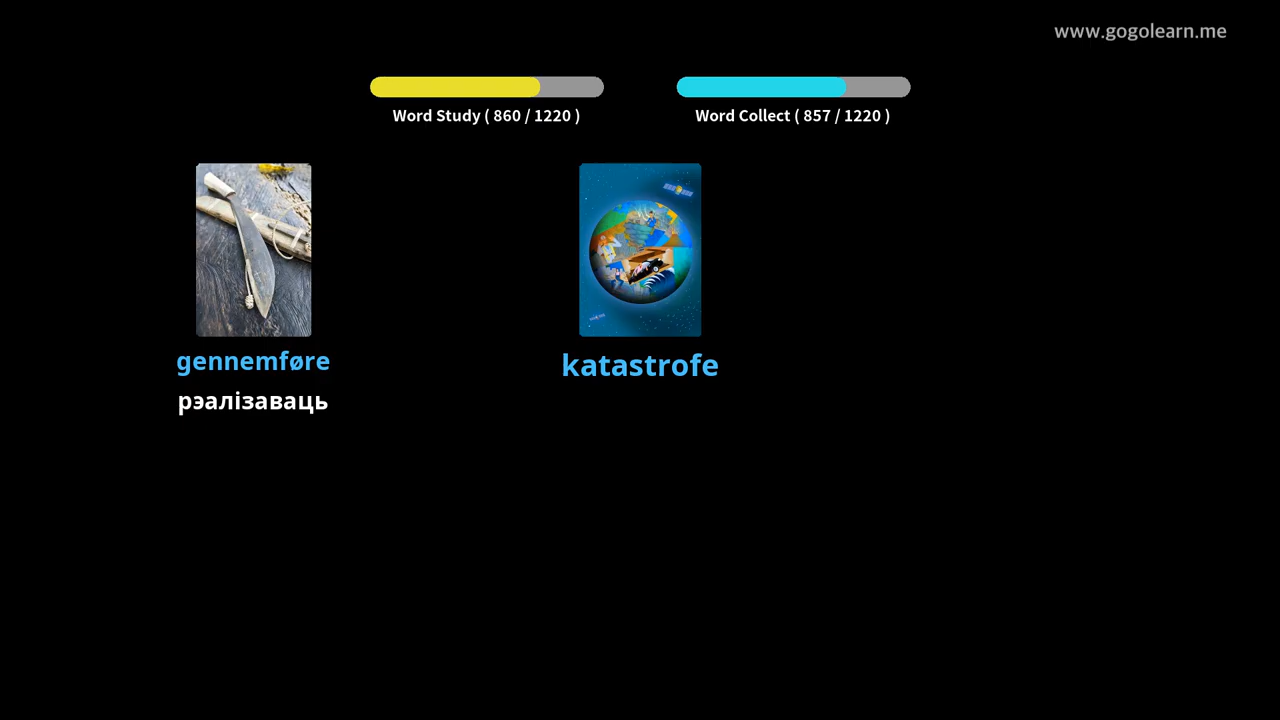 www.gogolearn.me
Word Study ( 860 / 1220 )
Word Collect ( 857 / 1220 )
gennemføre
рэалізаваць
katastrofe